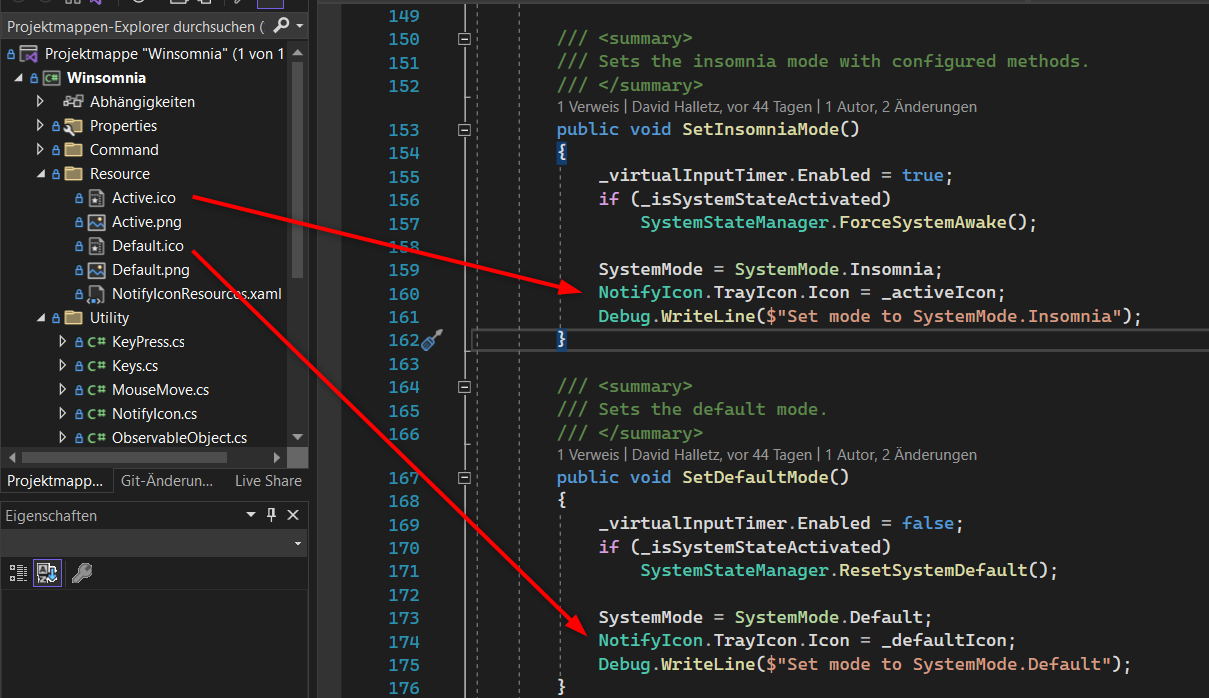 Projektmappen-Explorer durchsuchen (
Projektmappe "Winsomnia" (1 von 1
Winsomnia
Abhängigkeiten
Properties
Command
Resource
Active.ico
Active.png
Default.ico
Default.png
NotifyIconResources.xaml
Utility
C# KeyPress.cs
C# Keys.cs
C# MouseMove.cs
C# NotifyIcon.cs
C# ObservableObject.cs
Projektmapp... Git-Änderun... Live Share
Eigenschaften
149
150 /// <summary>
151 /// Sets the insomnia mode with configured methods.
152 /// </summary>
1 Verweis | David Halletz, vor 44 Tagen | 1 Autor, 2 Änderungen
153 public void SetInsomniaMode()
154 {
155 _virtualInputTimer.Enabled = true;
156 if (_isSystemStateActivated)
157 SystemStateManager.ForceSystemAwake();
158
159 SystemMode = SystemMode.Insomnia;
160 NotifyIcon.TrayIcon.Icon = _activeIcon;
161 Debug.WriteLine($"Set mode to SystemMode.Insomnia");
162 }
163
164 /// <summary>
165 /// Sets the default mode.
166 /// </summary>
1 Verweis | David Halletz, vor 44 Tagen | 1 Autor, 2 Änderungen
167 public void SetDefaultMode()
168 {
169 _virtualInputTimer.Enabled = false;
170 if (_isSystemStateActivated)
171 SystemStateManager.ResetSystemDefault();
172
173 SystemMode = SystemMode.Default;
174 NotifyIcon.TrayIcon.Icon = _defaultIcon;
175 Debug.WriteLine($"Set mode to SystemMode.Default");
176 }